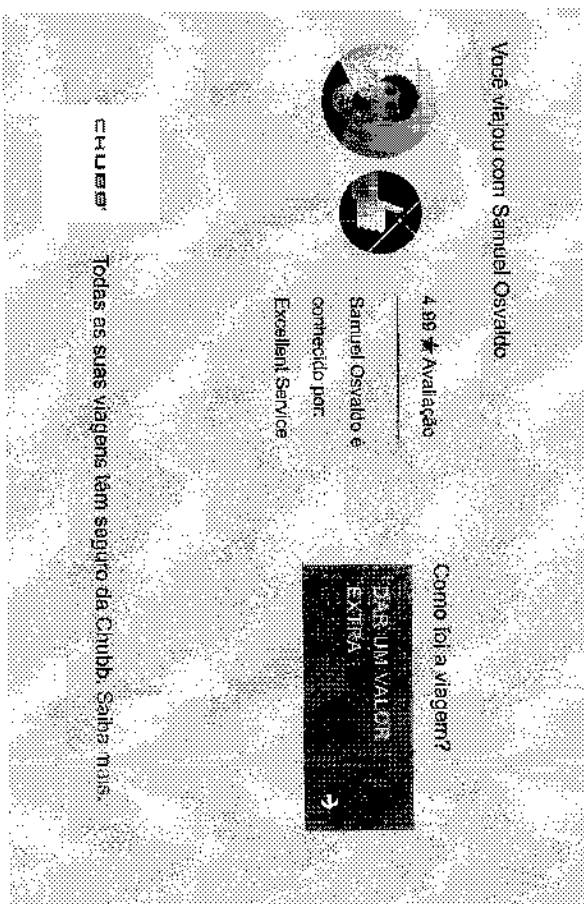 Você viajou com Samuel Osvaldo
4.99 ★ Avaliação
Samuel Osvaldo é
conhecido por:
Excellent Service
Como foi a viagem?
DAR UM VALOR
EXTRA
CHUBB®
Todas as suas viagens têm seguro da Chubb. Saiba mais.